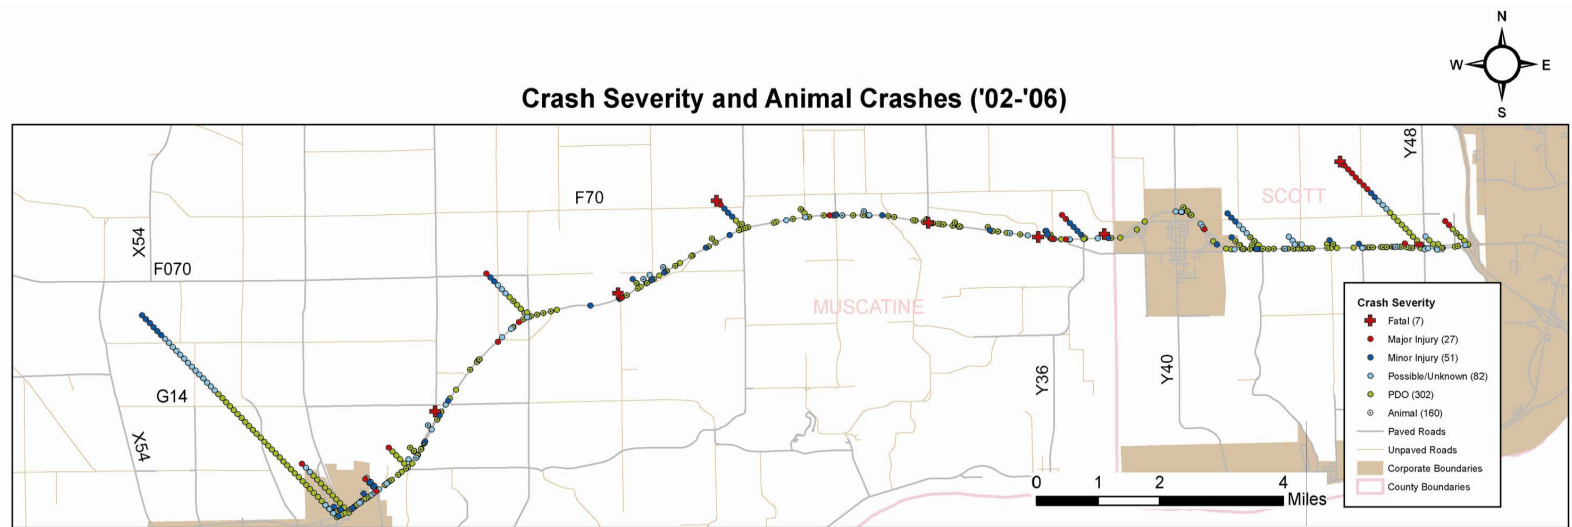 N
W E
S
Crash Severity and Animal Crashes ('02-'06)
Y48
F70
SCOTT
X54
F070
MUSCATINE
Crash Severity
Fatal (7)
Major Injury (27)
Minor Injury (51)
Possible/Unknown (82)
PDO (302)
Animal (160)
Paved Roads
Unpaved Roads
Corporate Boundaries
County Boundaries
Y36
Y40
G14
X54
0 1 2 4
Miles